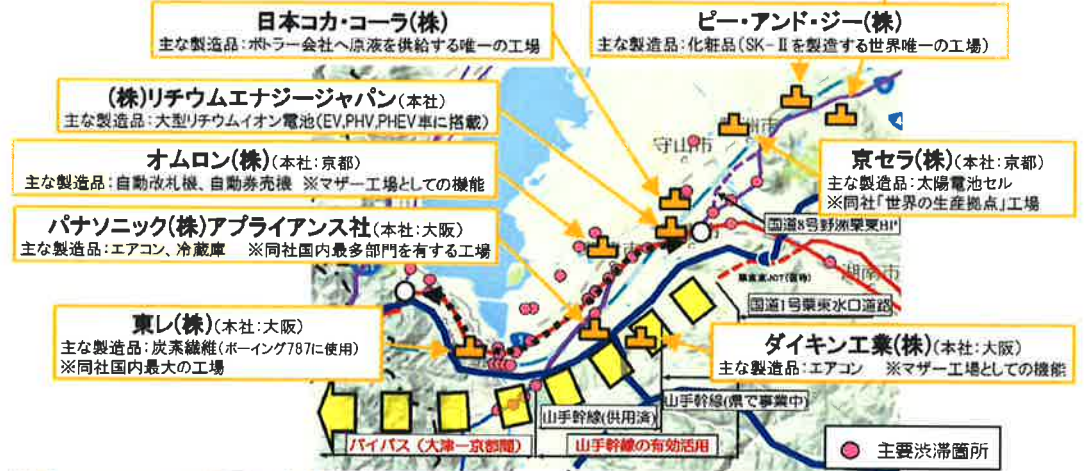 日本コカ・コーラ(株)
主な製造品:ボトラー会社へ原液を供給する唯一の工場
ピー・アンド・ジー(株)
主な製造品:化粧品(SK-Ⅱを製造する世界唯一の工場)
(株)リチウムエナジージャパン(本社)
主な製造品:大型リチウムイオン電池(EV,PHV,PHEV車に搭載)
オムロン(株)(本社:京都)
主な製造品:自動改札機、自動券売機 ※マザー工場としての機能
パナソニック(株)アプライアンス社(本社:大阪)
主な製造品:エアコン、冷蔵庫 ※同社国内最多部門を有する工場
守山市
京セラ(株)(本社:京都)
主な製造品:太陽電池セル
※同社「世界の生産拠点」工場
国道8号野洲栗東BP
湖南市
国道1号栗東水口道路
東レ(株)(本社:大阪)
主な製造品:炭素繊維(ボーイング787に使用)
※同社国内最大の工場
ダイキン工業(株)(本社:大阪)
主な製造品:エアコン ※マザー工場としての機能
山手幹線(県で事業中)
山手幹線(供用済)
バイパス(大津ー京都間)
山手幹線の有効活用
主要渋滞箇所